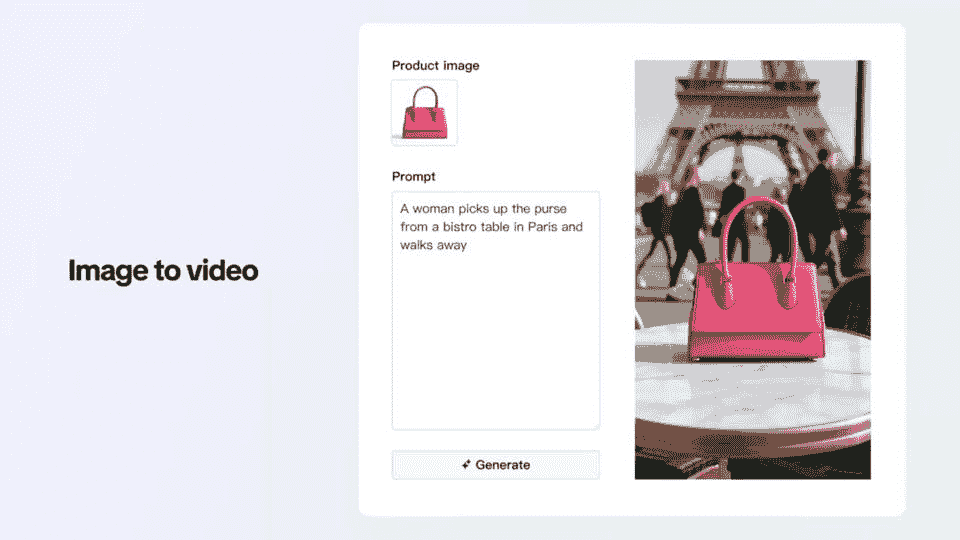 Image to video
Product image
Prompt
A woman picks up the purse
from a bistro table in Paris and
walks away
Generate